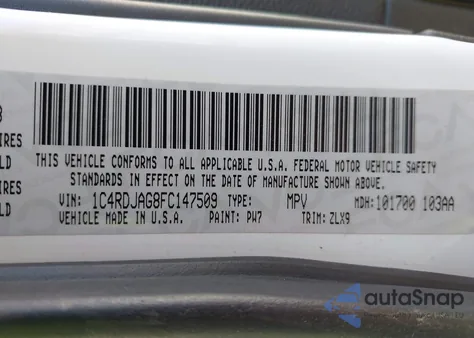 8
IRES
LD
IRES
LD
THIS VEHICLE CONFORMS TO ALL APPLICABLE U.S.A. FEDERAL MOTOR VEHICLE SAFETY
STANDARDS IN EFFECT ON THE DATE OF MANUFACTURE SHOWN ABOVE.
VIN: 1C4RDJAG8FC147509 TYPE: MPV MDH: 101700 103AA
VEHICLE MADE IN U.S.A. PAINT: PW7 TRIM: ZLX9
autoSnap